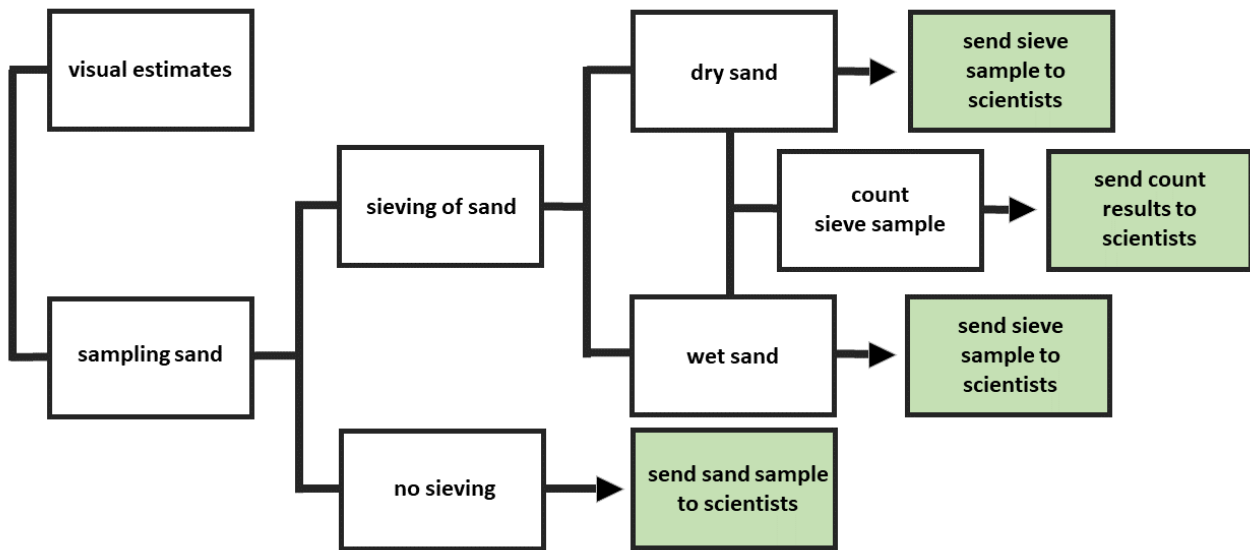 visual estimates
sampling sand
sieving of sand
no sieving
dry sand
send sieve
sample to
scientists
count
sieve sample
send count
results to
scientists
wet sand
send sieve
sample to
scientists
send sand sample
to scientists